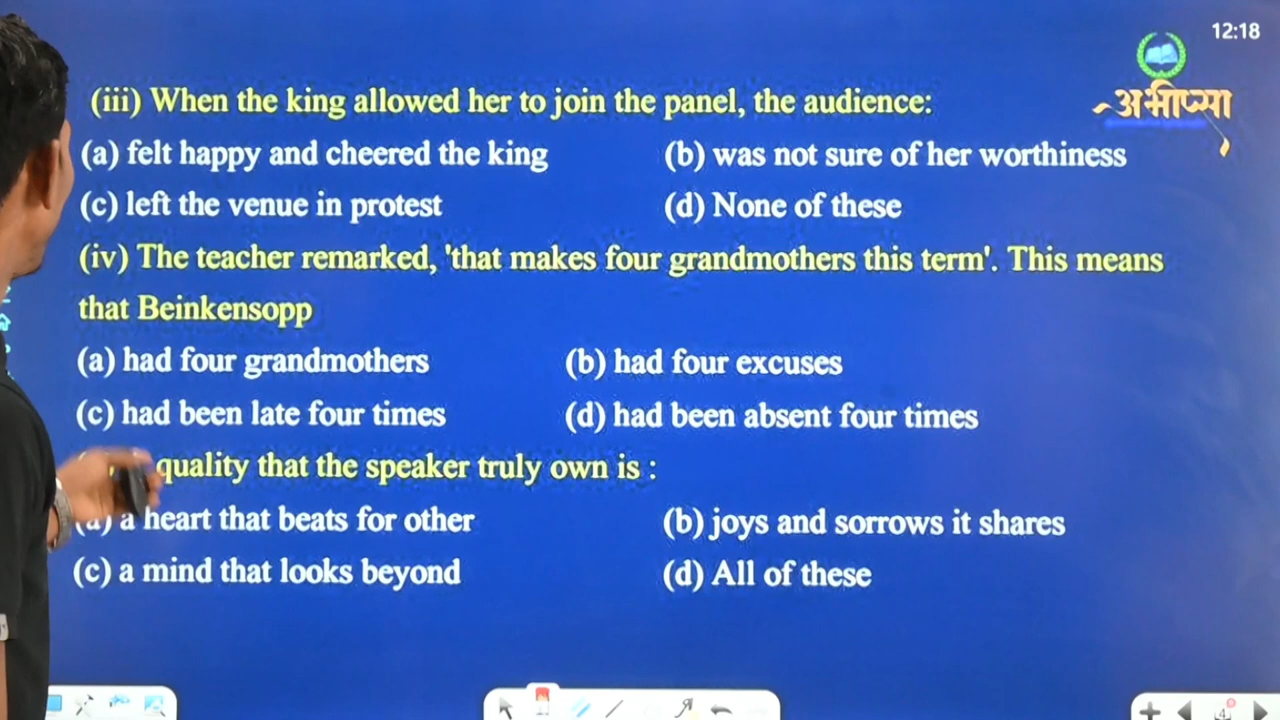 12:18
अभीप्सा
(iii) When the king allowed her to join the panel, the audience:
(a) felt happy and cheered the king (b) was not sure of her worthiness
(c) left the venue in protest (d) None of these
(iv) The teacher remarked, 'that makes four grandmothers this term'. This means
that Beinkensopp
(a) had four grandmothers (b) had four excuses
(c) had been late four times (d) had been absent four times
quality that the speaker truly own is :
(a) a heart that beats for other (b) joys and sorrows it shares
(c) a mind that looks beyond (d) All of these